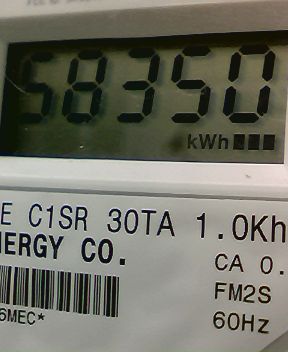 58350
kWh
E C1SR 30TA 1.0Kh
NERGY CO.
CA 0.
FM2S
6MEC*
60Hz